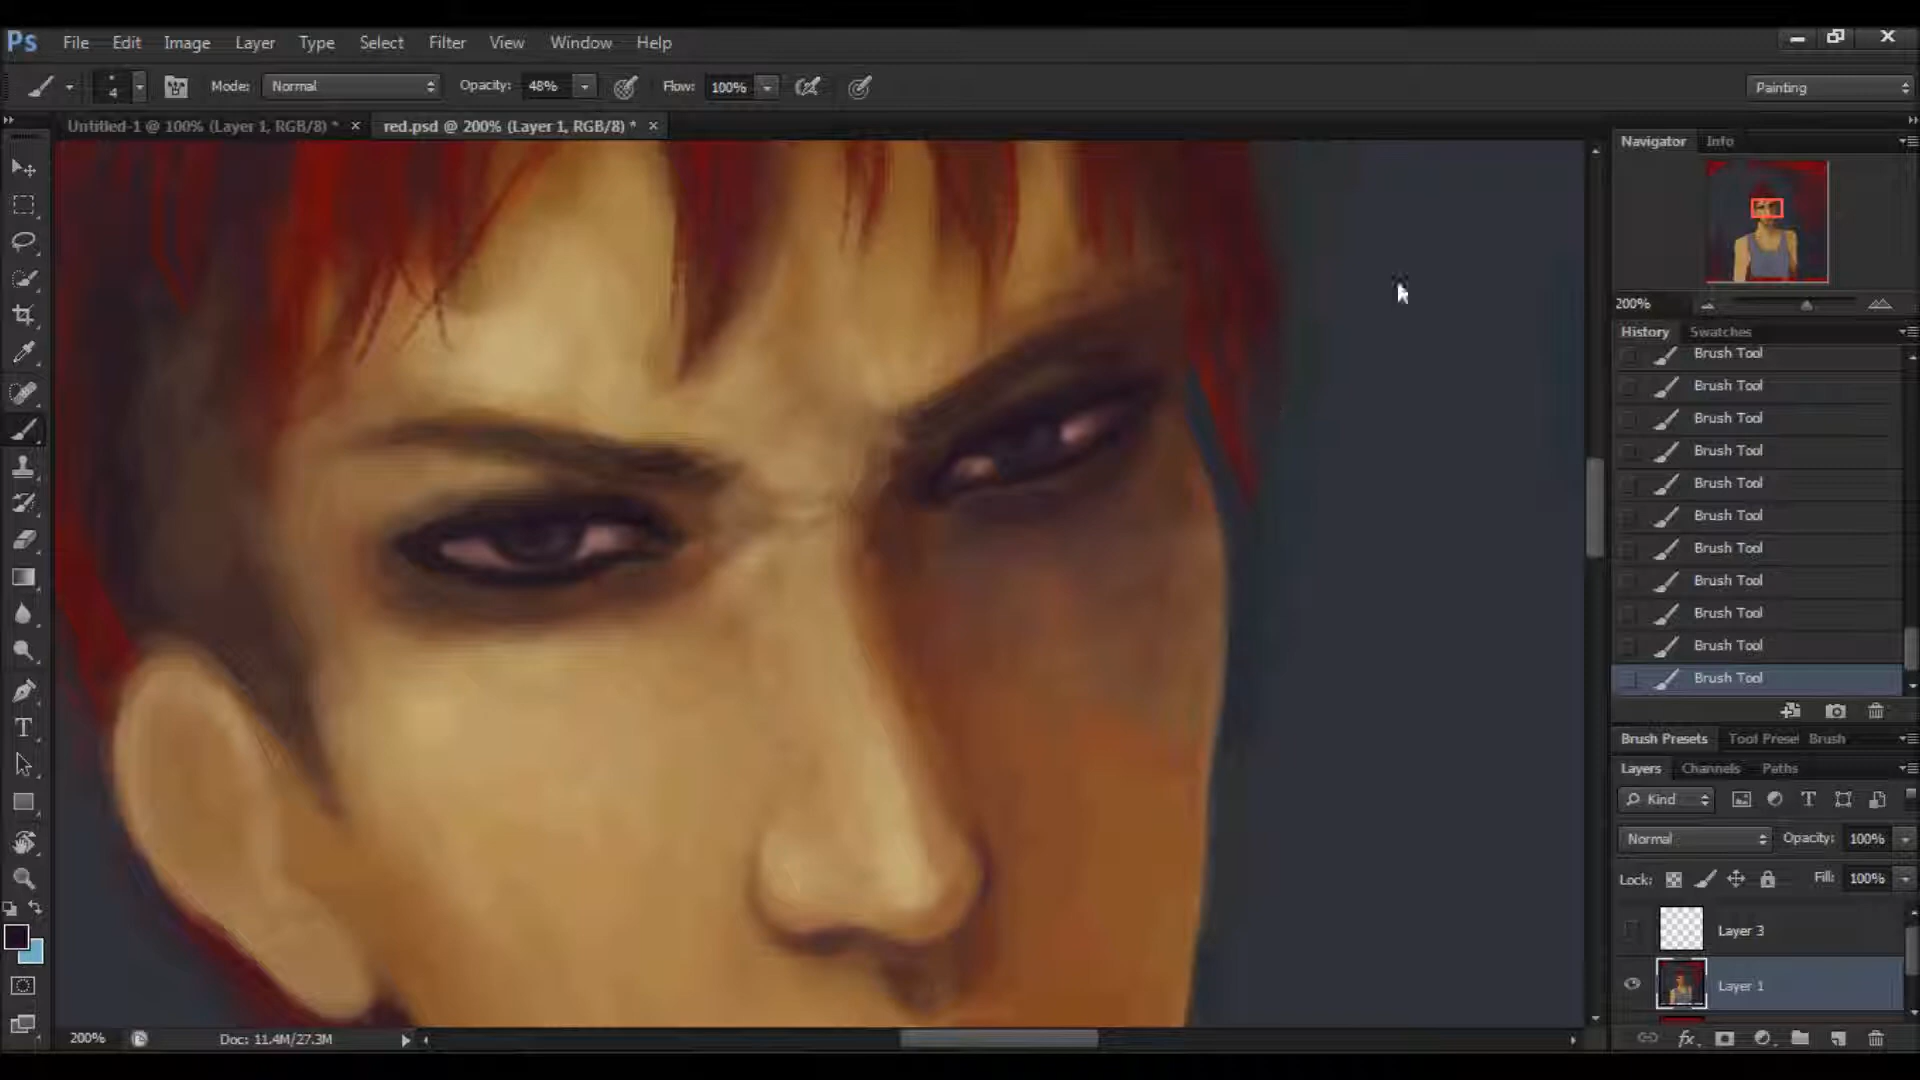 Ps File Edit Image Layer Type Select Filter View Window Help
4 Mode: Normal Opacity: 48% Flow: 100% Painting
Untitled-1 @ 100% (Layer 1, RGB/8) * red.psd @ 200% (Layer 1, RGB/8) *
Navigator Info
200%
History Swatches
Brush Tool
Brush Tool
Brush Tool
Brush Tool
Brush Tool
Brush Tool
Brush Tool
Brush Tool
Brush Tool
Brush Tool
Brush Tool
Brush Presets Tool Preset Brush
Layers Channels Paths
Kind
Normal Opacity: 100%
Lock: Fill: 100%
Layer 3
Layer 1
200% Doc: 11.4M/27.3M